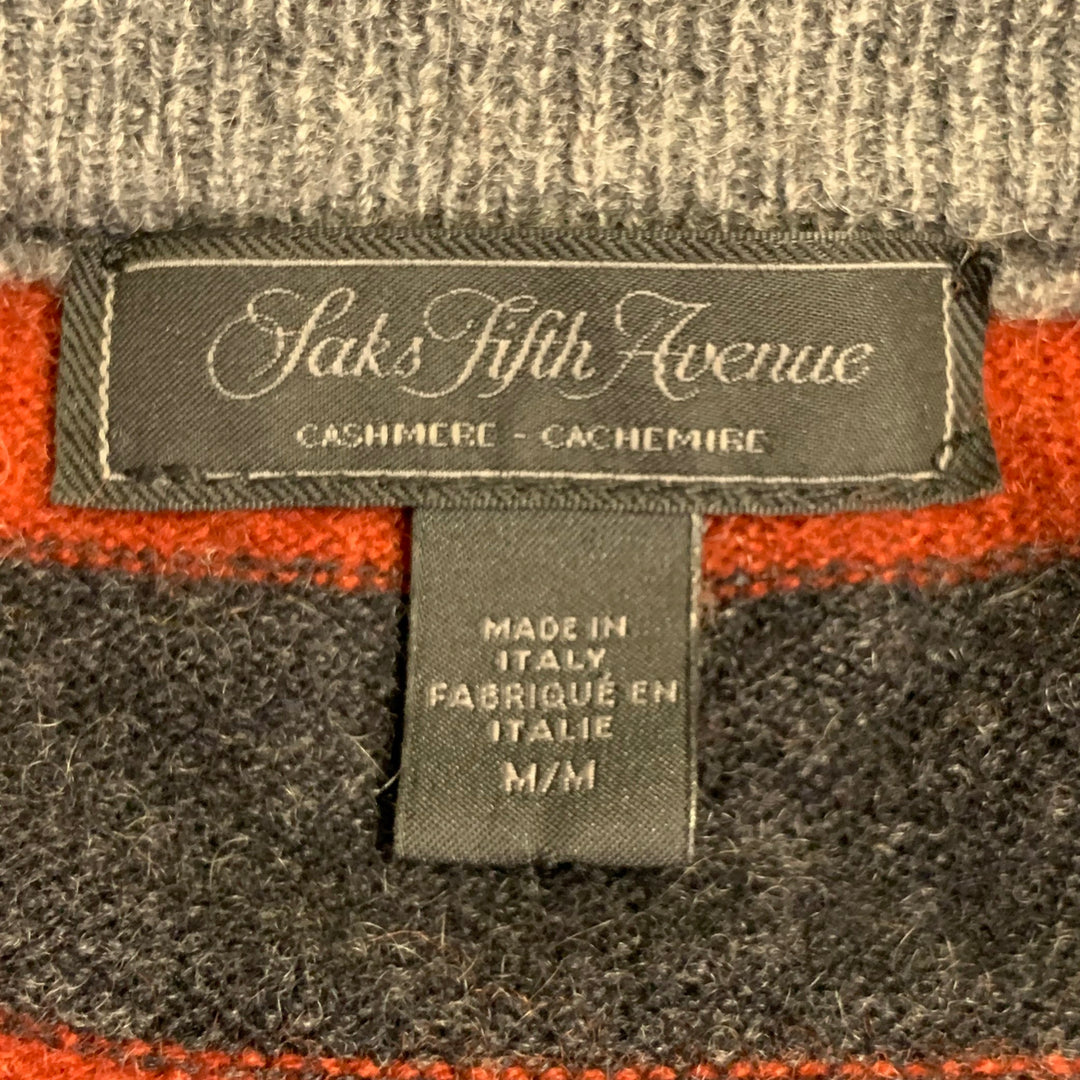 Saks Fifth Avenue
CASHMERE - CACHEMIRE
MADE IN
ITALY
FABRIQUÉ EN
ITALIE
M/M